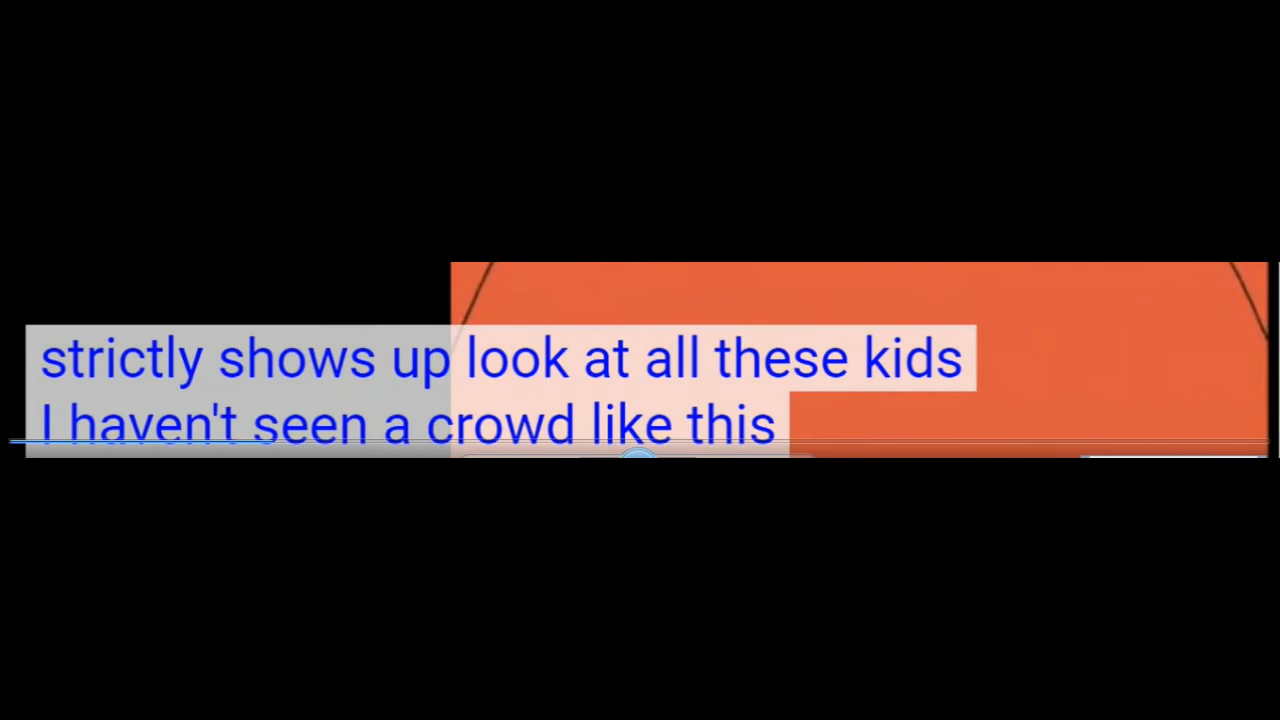 strictly shows up look at all these kids
I haven't seen a crowd like this